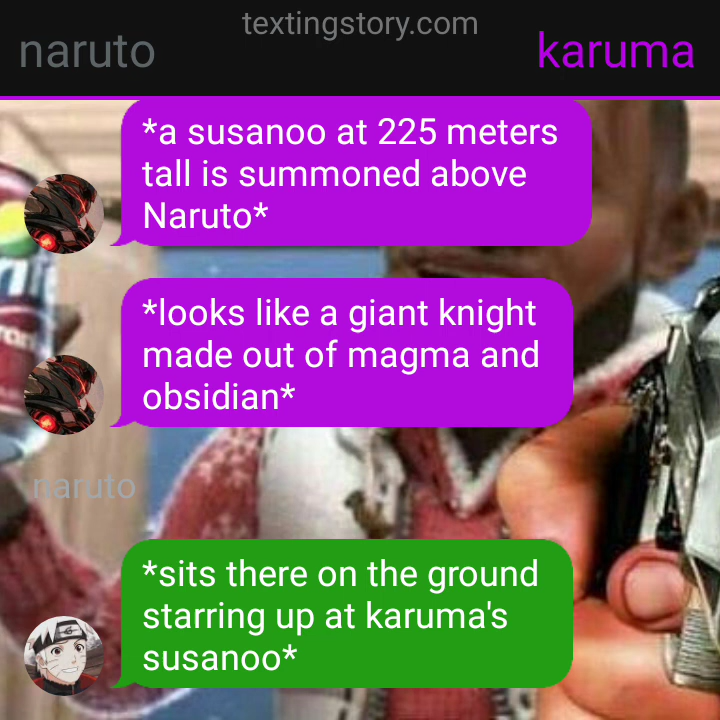 textingstory.com
naruto
karuma
*a susanoo at 225 meters
tall is summoned above
Naruto*
*looks like a giant knight
made out of magma and
obsidian*
naruto
*sits there on the ground
starring up at karuma's
susanoo*